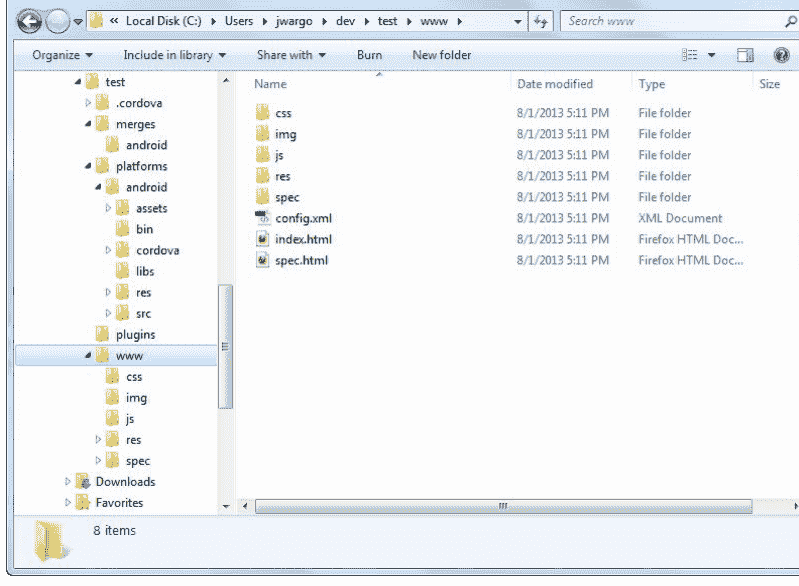 « Local Disk (C:) Users jwargo dev test www Search www
Organize Include in library Share with Burn New folder
test
.cordova
merges
android
platforms
android
assets
bin
cordova
libs
res
src
plugins
www
css
img
js
res
spec
Downloads
Favorites
Name Date modified Type Size
css 8/1/2013 5:11 PM File folder
img 8/1/2013 5:11 PM File folder
js 8/1/2013 5:11 PM File folder
res 8/1/2013 5:11 PM File folder
spec 8/1/2013 5:11 PM File folder
config.xml 8/1/2013 5:11 PM XML Document
index.html 8/1/2013 5:11 PM Firefox HTML Doc...
spec.html 8/1/2013 5:11 PM Firefox HTML Doc...
8 items